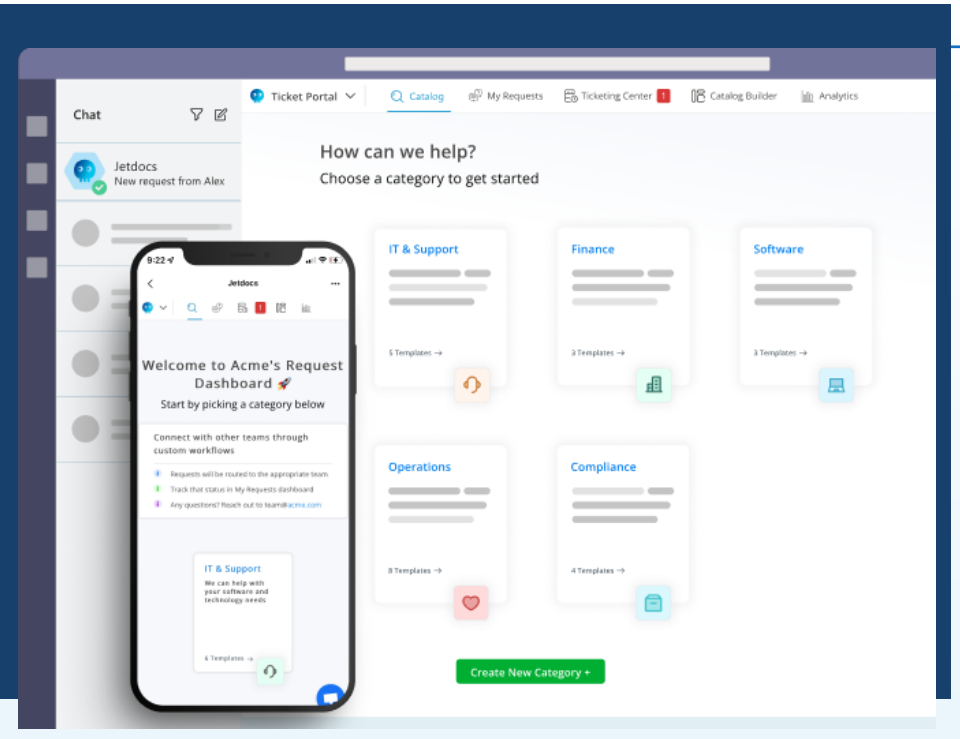 Ticket Portal
Catalog
My Requests
Ticketing Center 1
Catalog Builder
Analytics
Chat
Jetdocs
New request from Alex
How can we help?
Choose a category to get started
IT & Support
5 Templates →
Finance
3 Templates →
Software
3 Templates →
Operations
8 Templates →
Compliance
4 Templates →
Create New Category +
9:22
Jetdocs
1
Welcome to Acme's Request
Dashboard 🚀
Start by picking a category below
Connect with other teams through
custom workflows
Requests will be routed to the appropriate team
Track that status in My Requests dashboard
Any questions? Reach out to team@acme.com
IT & Support
We can help with
your software and
technology needs
6 Templates →